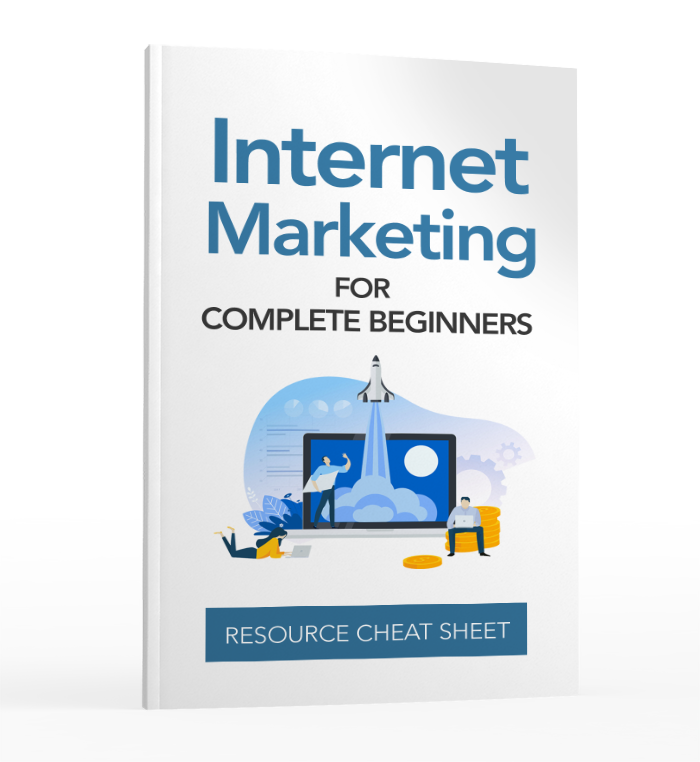 Internet
Marketing
FOR
COMPLETE BEGINNERS
RESOURCE CHEAT SHEET